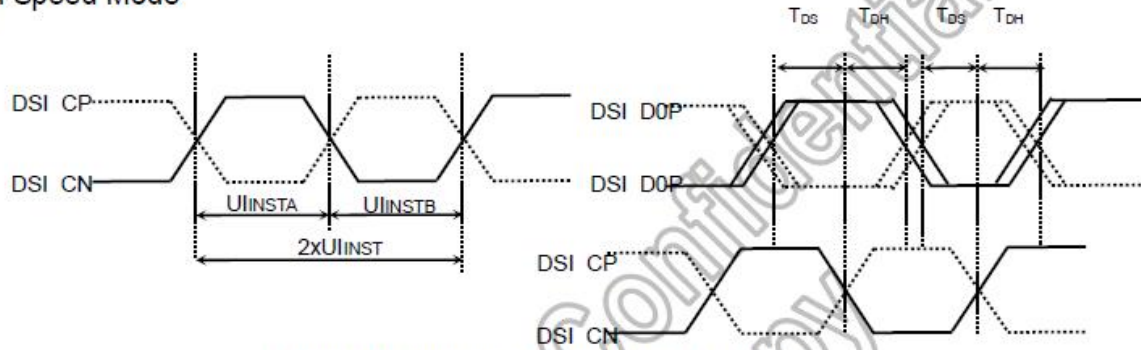 Speed Mode
TDS TDH TDS TDH
DSI CP
DSI CN
UIINSTA UIINSTB
2xUIINST
DSI D0P
DSI D0P
DSI CP
DSI CN
Confidential